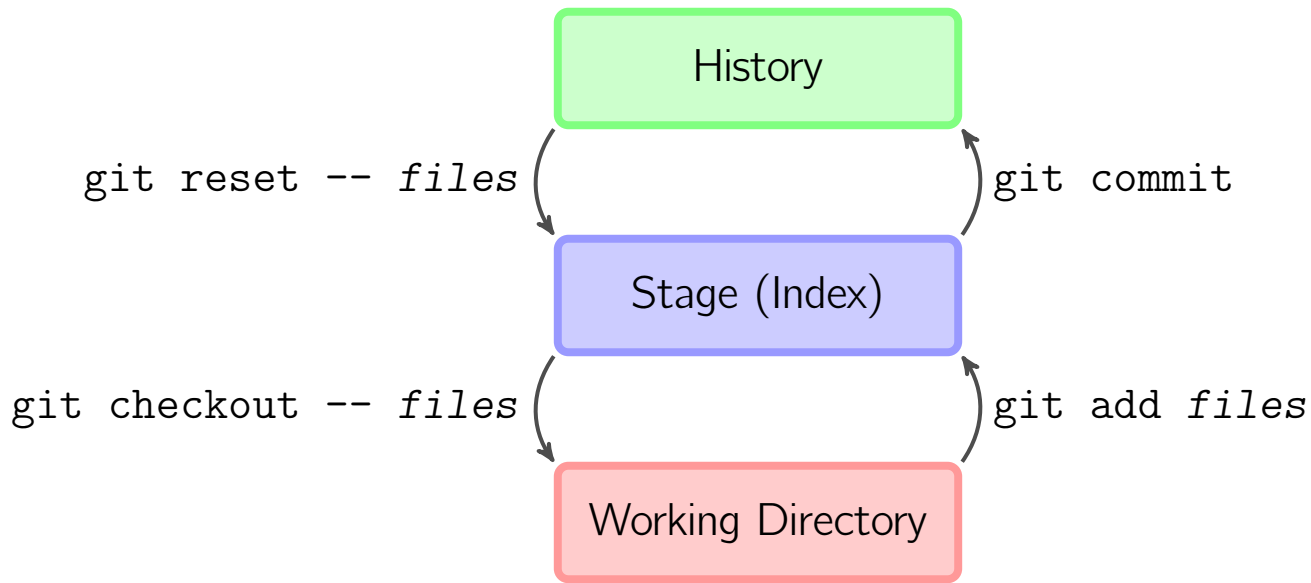 History
git reset -- files
git commit
Stage (Index)
git checkout -- files
git add files
Working Directory